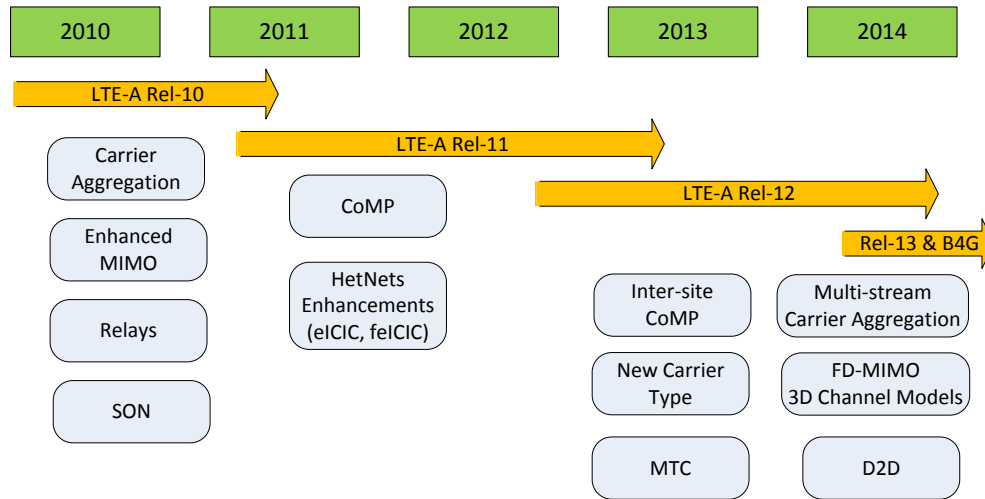 2010
2011
2012
2013
2014
LTE-A Rel-10
LTE-A Rel-11
LTE-A Rel-12
Rel-13 & B4G
Carrier
Aggregation
Enhanced
MIMO
Relays
SON
CoMP
HetNets
Enhancements
(eICIC, feICIC)
Inter-site
CoMP
New Carrier
Type
MTC
Multi-stream
Carrier Aggregation
FD-MIMO
3D Channel Models
D2D